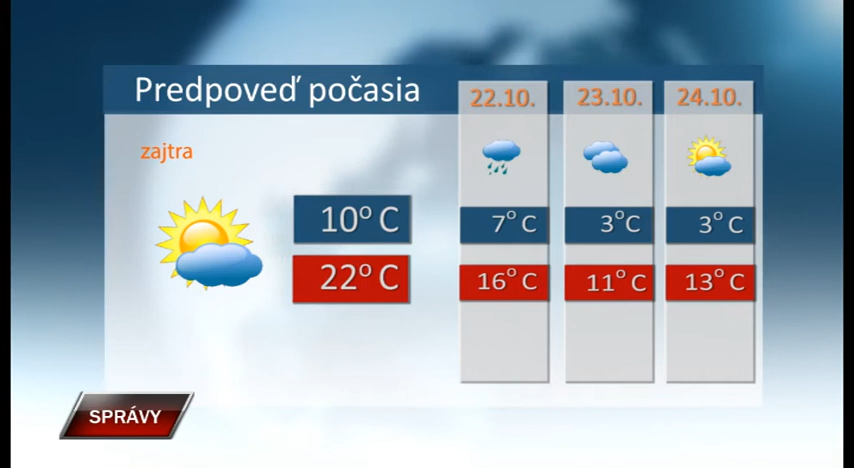 Predpoveď počasia
zajtra
10° C
22° C
22.10.
7° C
16° C
23.10.
3°C
11° C
24.10.
3° C
13° C
SPRÁVY